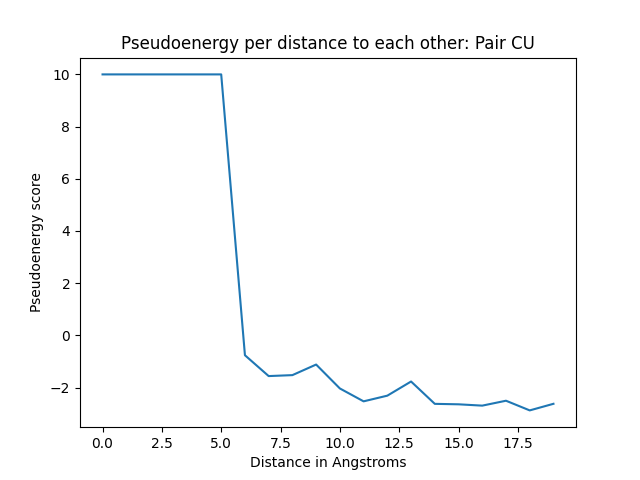 Pseudoenergy per distance to each other: Pair CU
10
8
6
4
2
0
−2
Pseudoenergy score
0.0 2.5 5.0 7.5 10.0 12.5 15.0 17.5
Distance in Angstroms